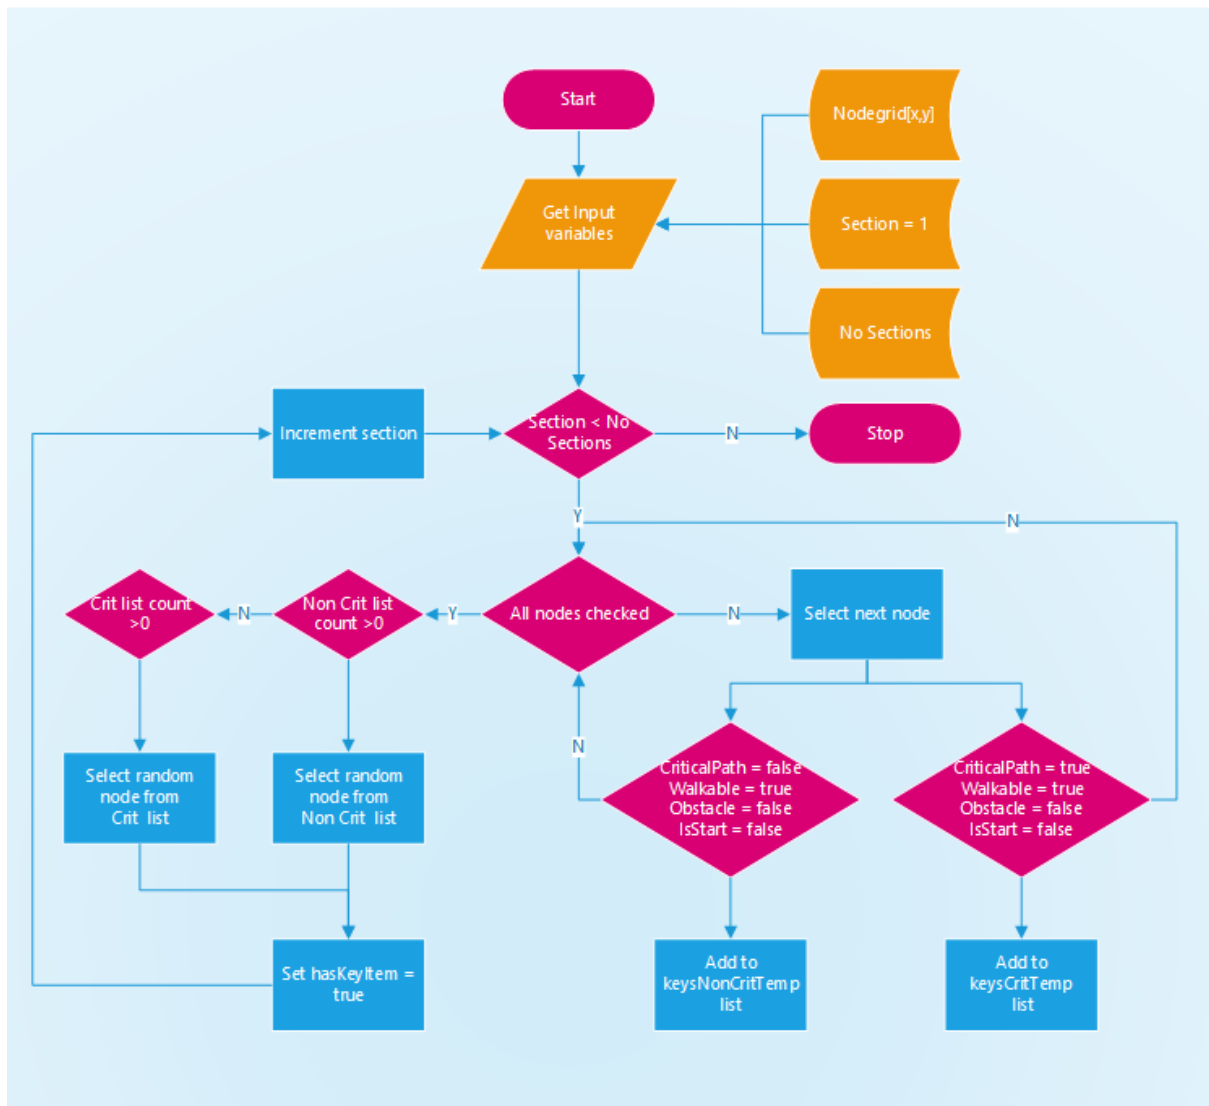 Start
Nodegrid[x,y]
Get Input
variables
Section = 1
No Sections
Increment section
Section < No
Sections
N
Stop
Y
N
Crit list count
>0
N
Non Crit list
count >0
Y
All nodes checked
N
Select next node
N
CriticalPath = false
Walkable = true
Obstacle = false
IsStart = false
CriticalPath = true
Walkable = true
Obstacle = false
IsStart = false
Select random
node from
Crit list
Select random
node from
Non Crit list
Set hasKeyItem =
true
Add to
keysNonCritTemp
list
Add to
keysCritTemp
list